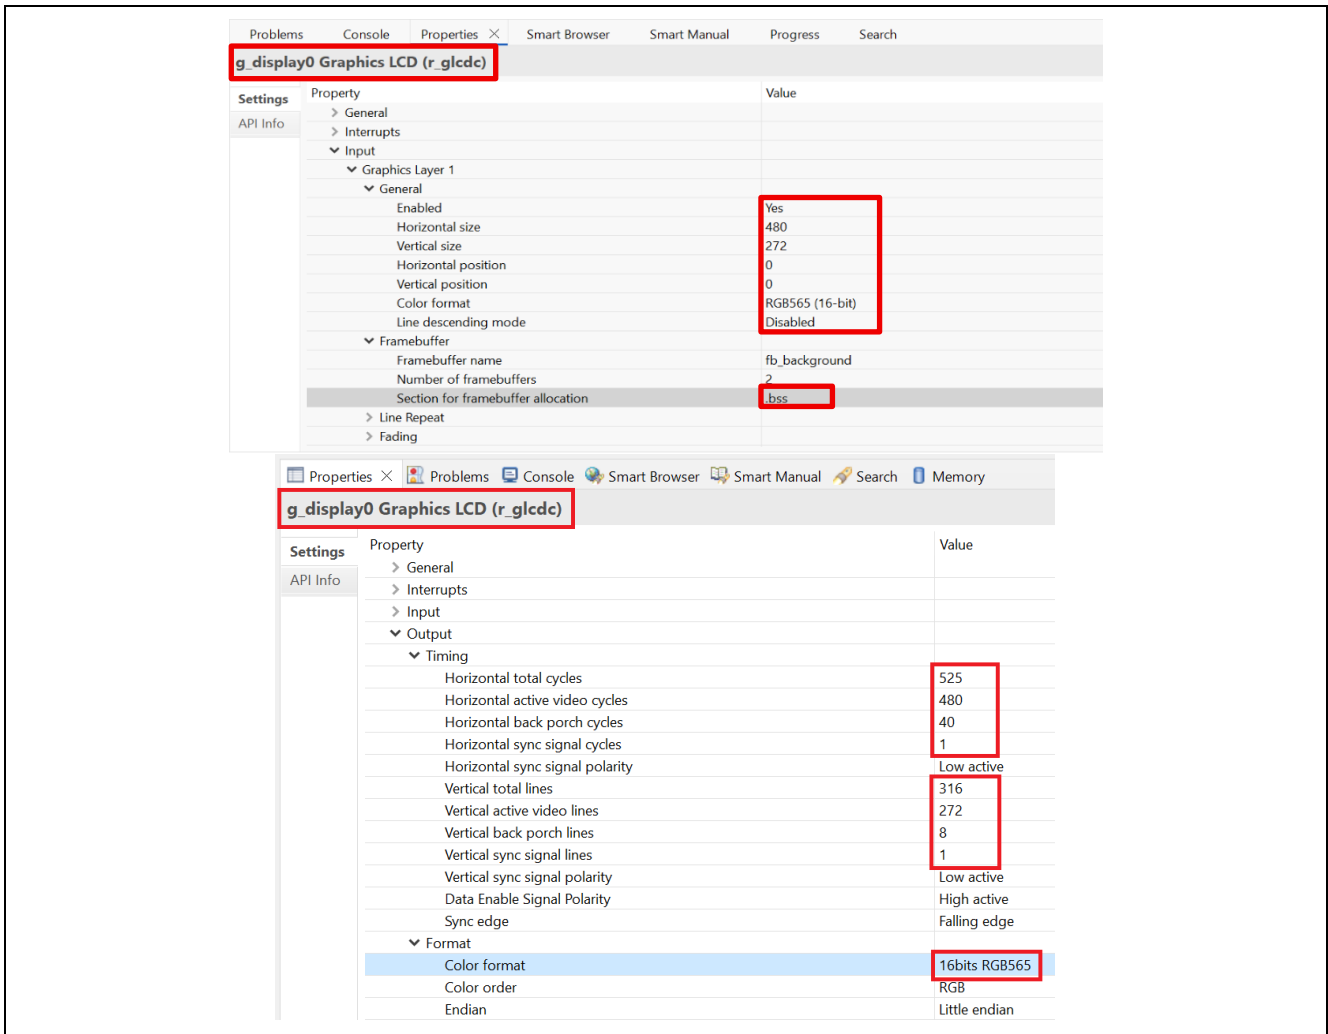 Problems Console Properties Smart Browser Smart Manual Progress Search
g_display0 Graphics LCD (r_glcdc)
Settings
API Info
Property Value
General
Interrupts
Input
Graphics Layer 1
General
Enabled Yes
Horizontal size 480
Vertical size 272
Horizontal position 0
Vertical position 0
Color format RGB565 (16-bit)
Line descending mode Disabled
Framebuffer
Framebuffer name fb_background
Number of framebuffers 2
Section for framebuffer allocation .bss
Line Repeat
Fading
Properties Problems Console Smart Browser Smart Manual Search Memory
g_display0 Graphics LCD (r_glcdc)
Settings
API Info
Property Value
General
Interrupts
Input
Output
Timing
Horizontal total cycles 525
Horizontal active video cycles 480
Horizontal back porch cycles 40
Horizontal sync signal cycles 1
Horizontal sync signal polarity Low active
Vertical total lines 316
Vertical active video lines 272
Vertical back porch lines 8
Vertical sync signal lines 1
Vertical sync signal polarity Low active
Data Enable Signal Polarity High active
Sync edge Falling edge
Format
Color format 16bits RGB565
Color order RGB
Endian Little endian